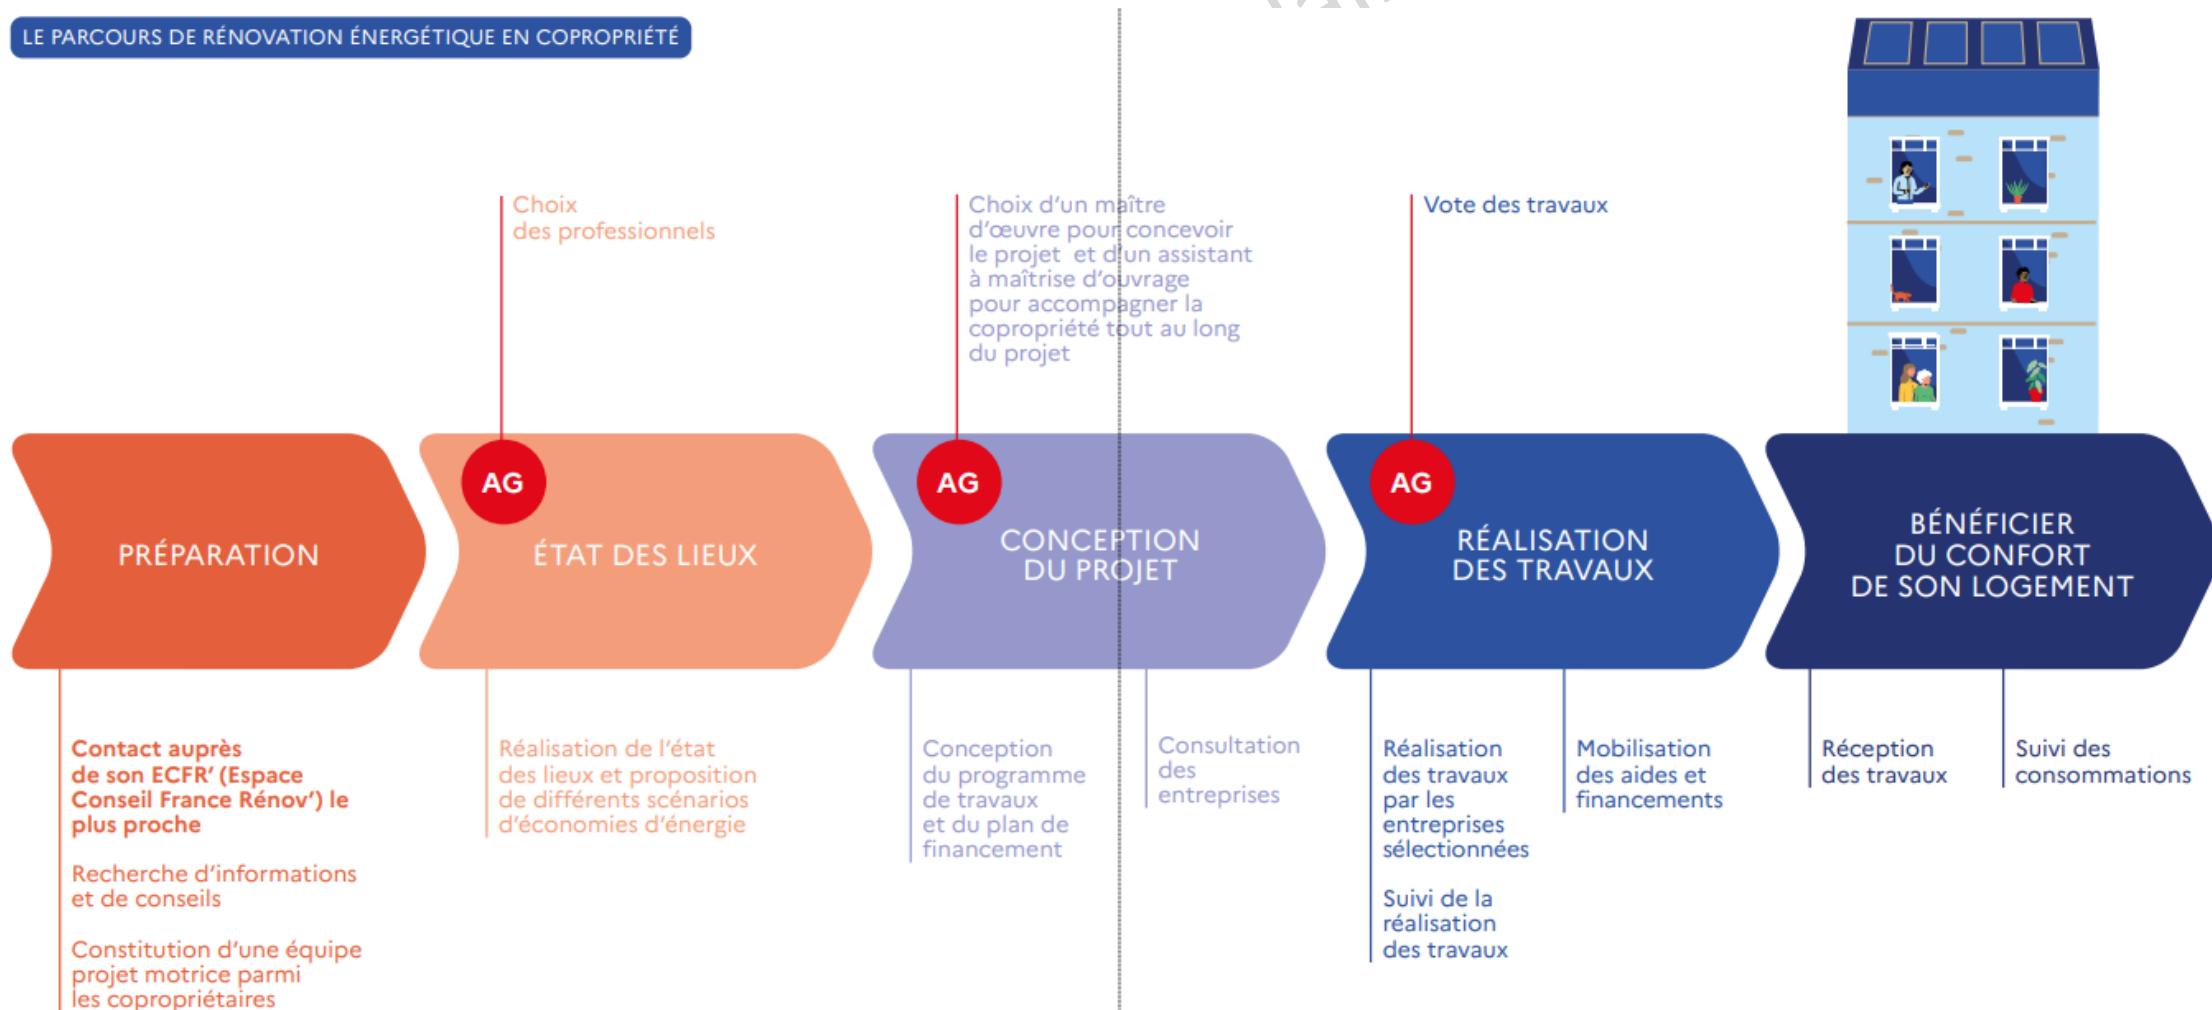 LE PARCOURS DE RÉNOVATION ÉNERGÉTIQUE EN COPROPRIÉTÉ
Choix
des professionnels
Choix d'un maître
d'œuvre pour concevoir
le projet et d'un assistant
à maîtrise d'ouvrage
pour accompagner la
copropriété tout au long
du projet
Vote des travaux
AG
AG
AG
PRÉPARATION
ÉTAT DES LIEUX
CONCEPTION
DU PROJET
RÉALISATION
DES TRAVAUX
BÉNÉFICIER
DU CONFORT
DE SON LOGEMENT
Contact auprès
de son ECFR' (Espace
Conseil France Rénov') le
plus proche
Recherche d'informations
et de conseils
Constitution d'une équipe
projet motrice parmi
les copropriétaires
Réalisation de l'état
des lieux et proposition
de différents scénarios
d'économies d'énergie
Conception
du programme
de travaux
et du plan de
financement
Consultation
des
entreprises
Réalisation
des travaux
par les
entreprises
sélectionnées
Suivi de la
réalisation
des travaux
Mobilisation
des aides et
financements
Réception
des travaux
Suivi des
consommations